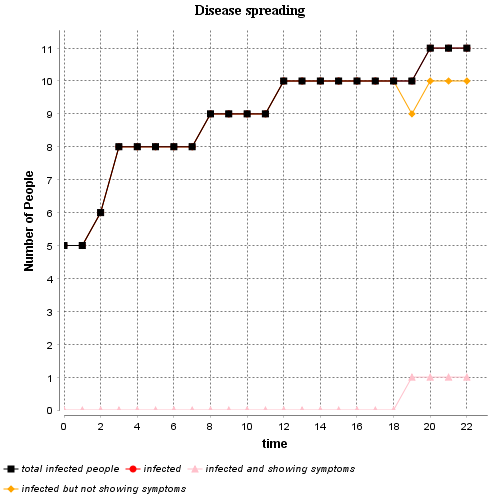 Disease spreading
11
10
9
8
7
6
5
4
3
2
1
0
Number of People
0 2 4 6 8 10 12 14 16 18 20 22
time
total infected people infected infected and showing symptoms
infected but not showing symptoms